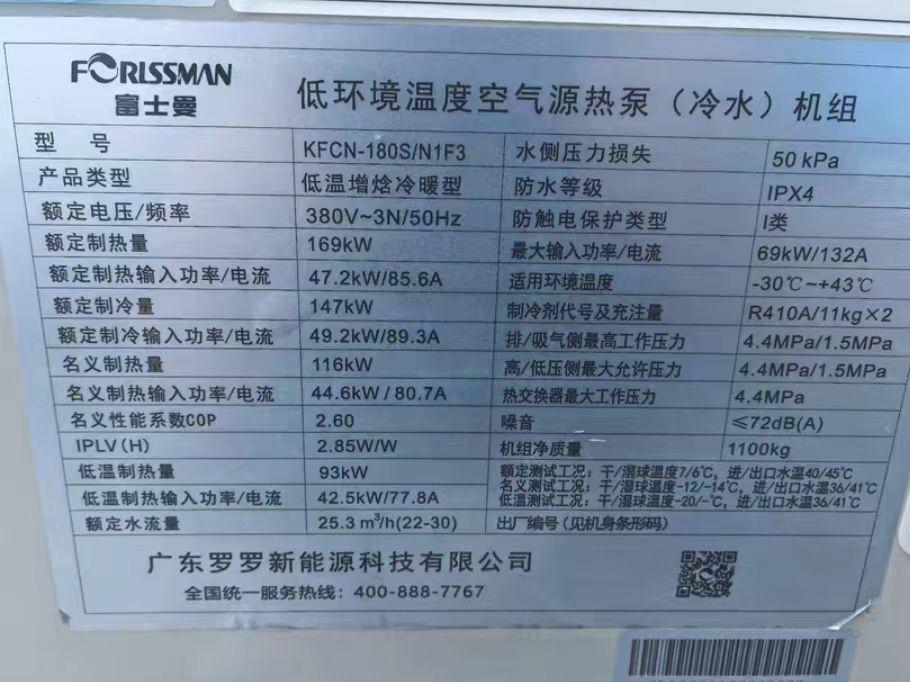 FORISSMAN
富士曼
低环境温度空气源热泵（冷水）机组
型 号 KFCN-180S/N1F3 水侧压力损失 50 kPa
产品类型 低温增焓冷暖型 防水等级 IPX4
额定电压/频率 380V~3N/50Hz 防触电保护类型 I类
额定制热量 169kW 最大输入功率/电流 69kW/132A
额定制热输入功率/电流 47.2kW/85.6A 适用环境温度 -30℃~+43℃
额定制冷量 147kW 制冷剂代号及充注量 R410A/11kg×2
额定制冷输入功率/电流 49.2kW/89.3A 排/吸气侧最高工作压力 4.4MPa/1.5MPa
名义制热量 116kW 高/低压侧最大允许压力 4.4MPa/1.5MPa
名义制热输入功率/电流 44.6kW/80.7A 热交换器最大工作压力 4.4MPa
名义性能系数COP 2.60 噪音 ≤72dB(A)
IPLV(H) 2.85W/W 机组净质量 1100kg
低温制热量 93kW 额定测试工况：干/湿球温度7/6℃，进/出口水温40/45℃
名义测试工况：干/湿球温度-12/-14℃，进/出口水温36/41℃
低温制热输入功率/电流 42.5kW/77.8A 低温测试工况：干/湿球温度-20/-℃，进/出口水温36/41℃
额定水流量 25.3 m³/h(22-30) 出厂编号(见机身条形码)
广东罗罗新能源科技有限公司
全国统一服务热线：400-888-7767